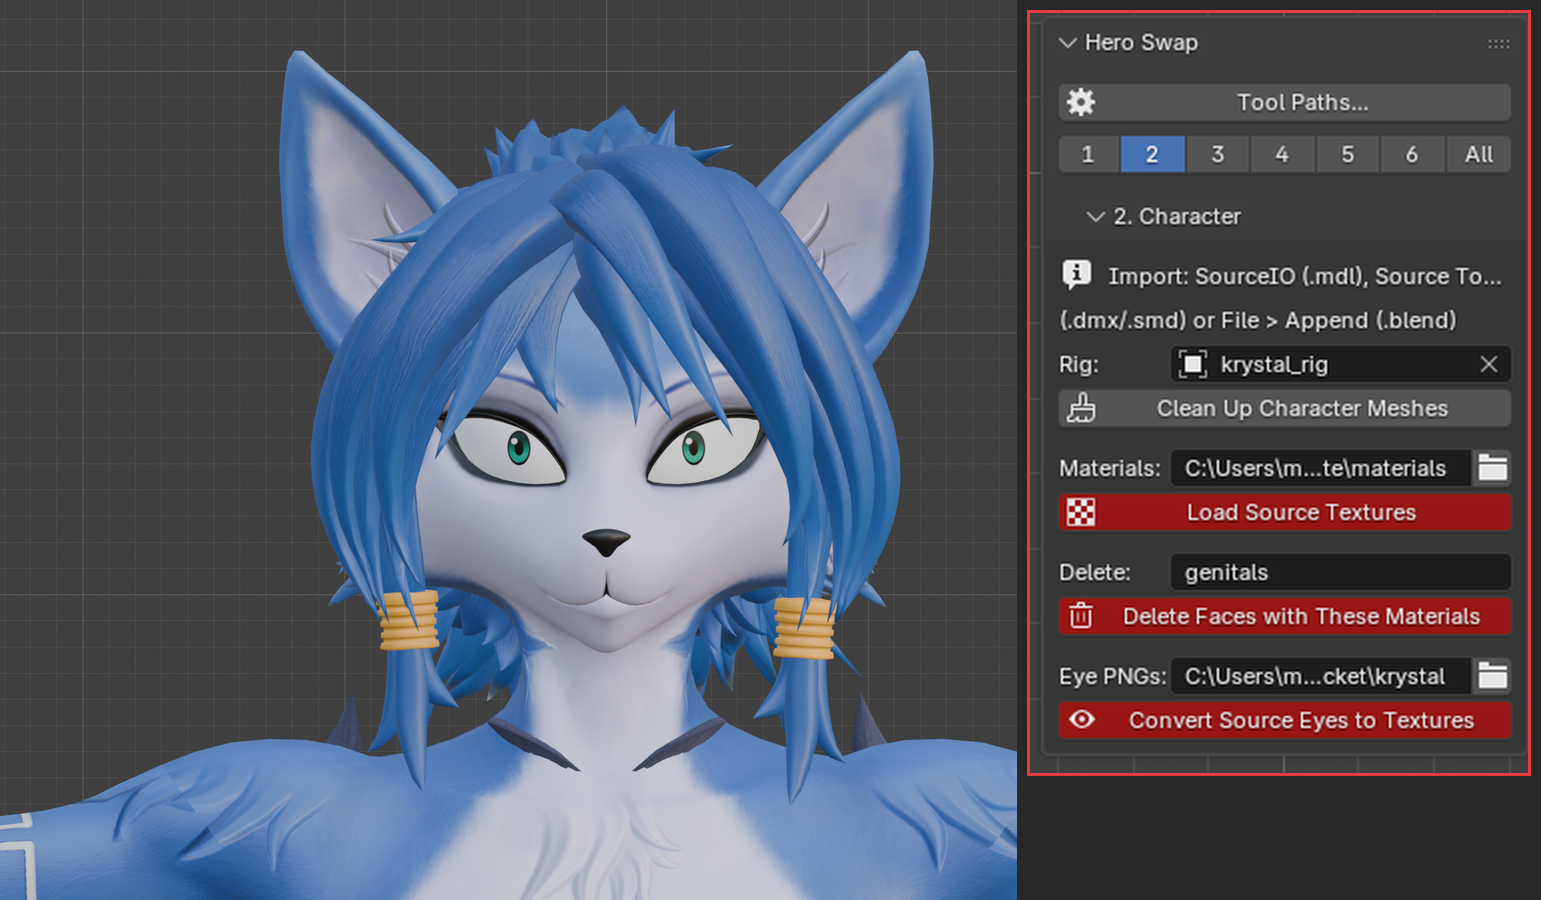 Hero Swap
Tool Paths...
1 2 3 4 5 6 All
2. Character
Import: SourceIO (.mdl), Source To...
(.dmx/.smd) or File > Append (.blend)
Rig: krystal_rig
Clean Up Character Meshes
Materials: C:\Users\m...te\materials
Load Source Textures
Delete: genitals
Delete Faces with These Materials
Eye PNGs: C:\Users\m...cket\krystal
Convert Source Eyes to Textures